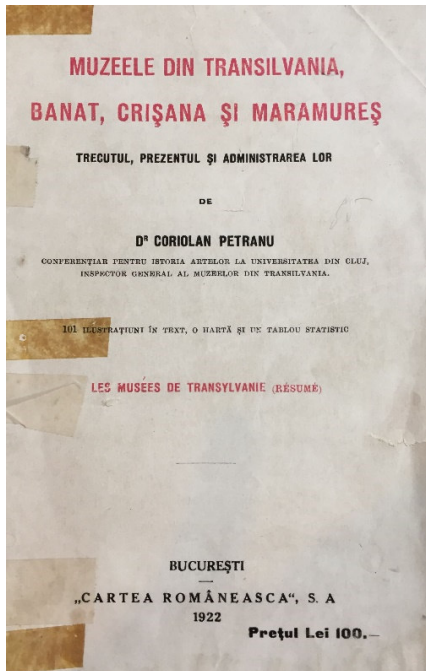 MUZEELE DIN TRANSILVANIA,
BANAT, CRIŞANA ŞI MARAMUREŞ
TRECUTUL, PREZENTUL ŞI ADMINISTRAREA LOR
DE
DR CORIOLAN PETRANU
CONFERENŢIAR PENTRU ISTORIA ARTELOR LA UNIVERSITATEA DIN CLUJ,
INSPECTOR GENERAL AL MUZEELOR DIN TRANSILVANIA.
101 ILUSTRAŢIUNI ÎN TEXT, O HARTĂ ŞI UN TABLOU STATISTIC
LES MUSÉES DE TRANSYLVANIE (RÉSUMÉ)
BUCUREŞTI
„CARTEA ROMÂNEASCA“, S. A
1922
Preţul Lei 100.—